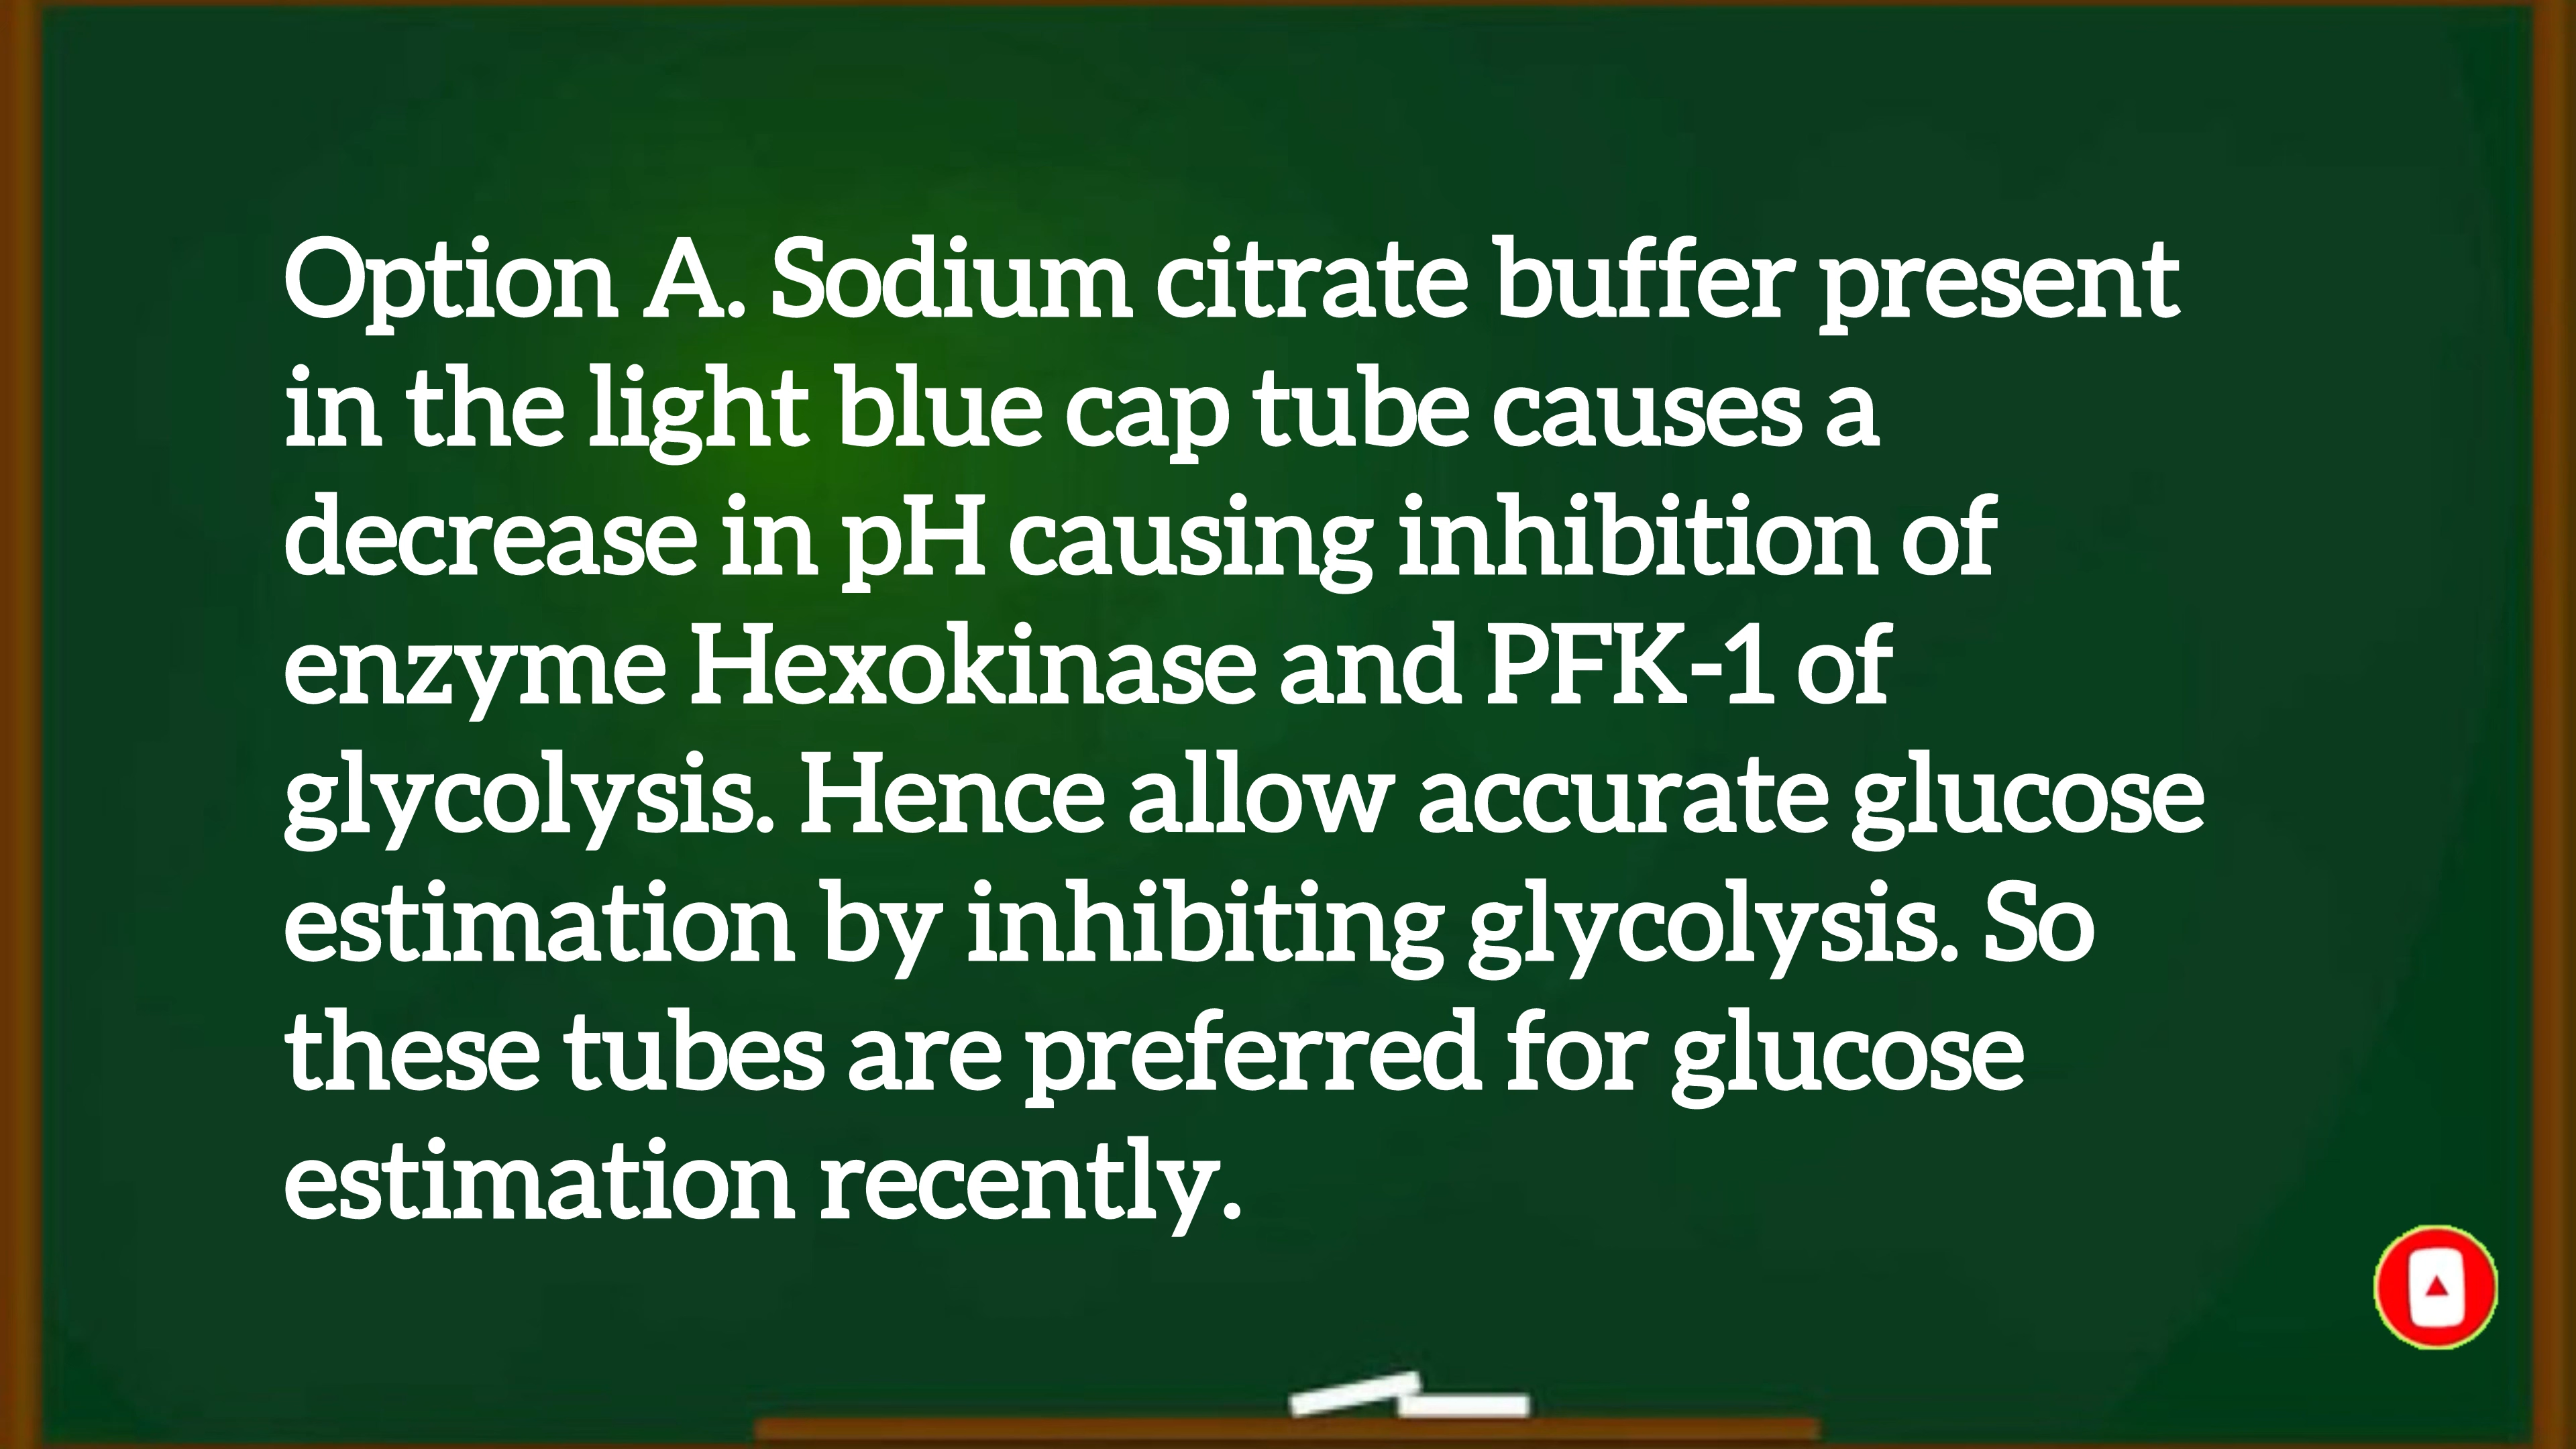 Option A. Sodium citrate buffer present
in the light blue cap tube causes a
decrease in pH causing inhibition of
enzyme Hexokinase and PFK-1 of
glycolysis. Hence allow accurate glucose
estimation by inhibiting glycolysis. So
these tubes are preferred for glucose
estimation recently.